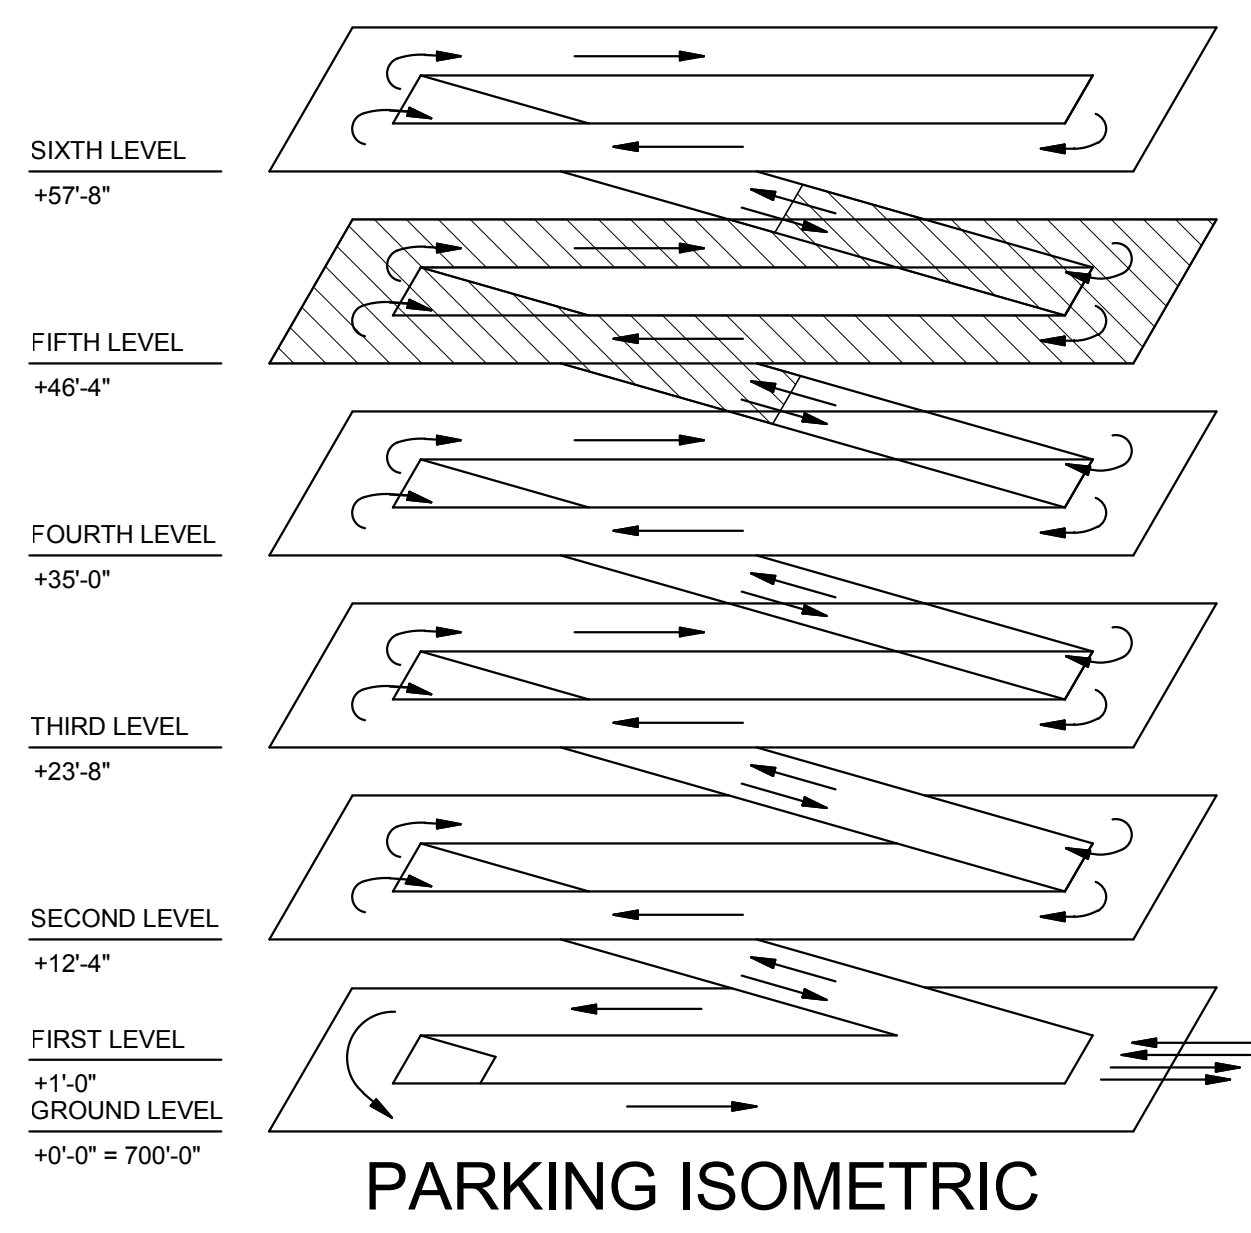 SIXTH LEVEL
+57'-8"
FIFTH LEVEL
+46'-4"
FOURTH LEVEL
+35'-0"
THIRD LEVEL
+23'-8"
SECOND LEVEL
+12'-4"
FIRST LEVEL
+1'-0"
GROUND LEVEL
+0'-0" = 700'-0"
PARKING ISOMETRIC